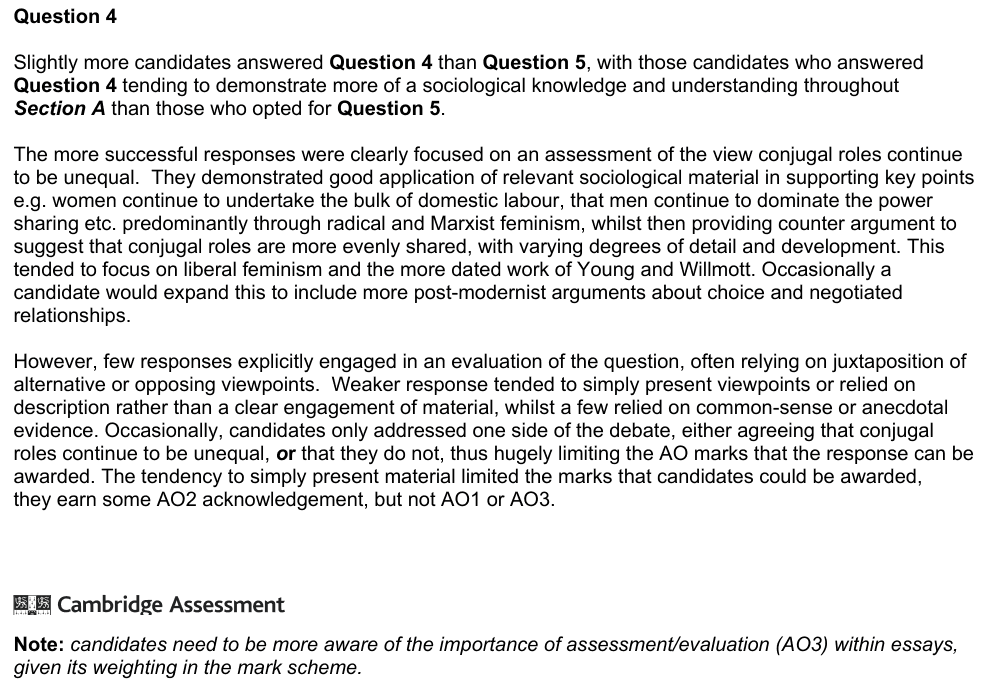 Question 4
Slightly more candidates answered Question 4 than Question 5, with those candidates who answered
Question 4 tending to demonstrate more of a sociological knowledge and understanding throughout
Section A than those who opted for Question 5.
The more successful responses were clearly focused on an assessment of the view conjugal roles continue
to be unequal.  They demonstrated good application of relevant sociological material in supporting key points
e.g. women continue to undertake the bulk of domestic labour, that men continue to dominate the power
sharing etc. predominantly through radical and Marxist feminism, whilst then providing counter argument to
suggest that conjugal roles are more evenly shared, with varying degrees of detail and development. This
tended to focus on liberal feminism and the more dated work of Young and Willmott. Occasionally a
candidate would expand this to include more post-modernist arguments about choice and negotiated
relationships.
However, few responses explicitly engaged in an evaluation of the question, often relying on juxtaposition of
alternative or opposing viewpoints.  Weaker response tended to simply present viewpoints or relied on
description rather than a clear engagement of material, whilst a few relied on common-sense or anecdotal
evidence. Occasionally, candidates only addressed one side of the debate, either agreeing that conjugal
roles continue to be unequal, or that they do not, thus hugely limiting the AO marks that the response can be
awarded. The tendency to simply present material limited the marks that candidates could be awarded,
they earn some AO2 acknowledgement, but not AO1 or AO3.
Cambridge Assessment
Note: candidates need to be more aware of the importance of assessment/evaluation (AO3) within essays,
given its weighting in the mark scheme.